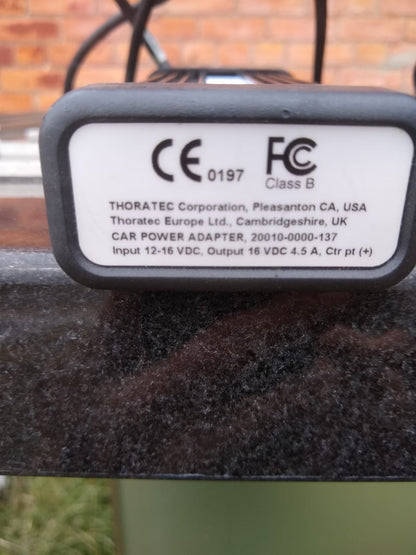 CE 0197 FC
Class B
THORATEC Corporation, Pleasanton CA, USA
Thoratec Europe Ltd., Cambridgeshire, UK
CAR POWER ADAPTER, 20010-0000-137
Input 12-16 VDC, Output 16 VDC 4.5 A, Ctr pt (+)